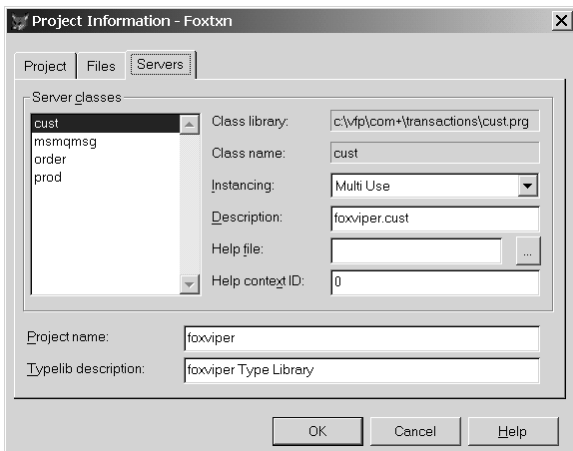 Project Information - Foxtxn
Project Files Servers
Server classes
cust
msmqmsg
order
prod
Class library: c:\vfp\com+\transactions\cust.prg
Class name: cust
Instancing: Multi Use
Description: foxviper.cust
Help file: ...
Help context ID: 0
Project name: foxviper
Typelib description: foxviper Type Library
OK Cancel Help